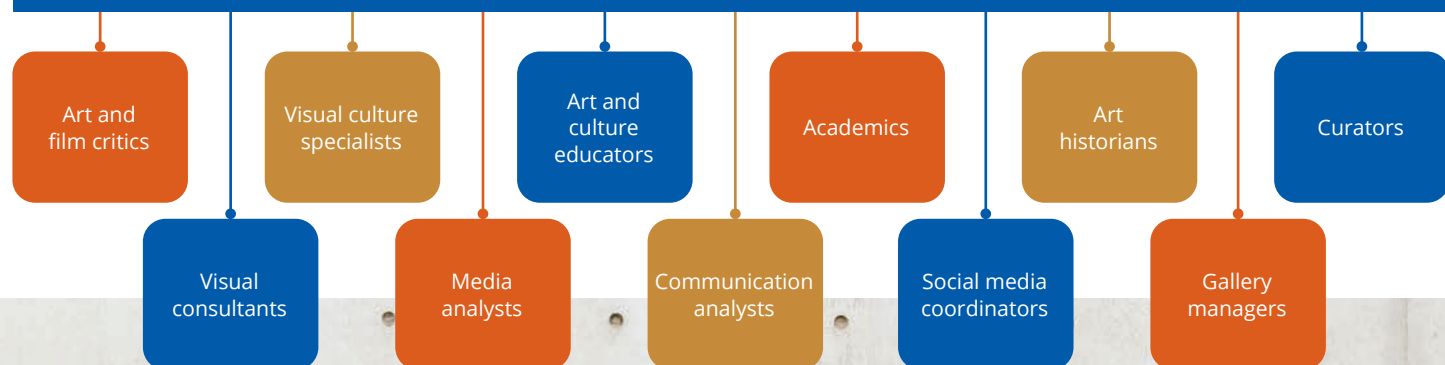 Art and
film critics
Visual culture
specialists
Art and
culture
educators
Academics
Art
historians
Curators
Visual
consultants
Media
analysts
Communication
analysts
Social media
coordinators
Gallery
managers